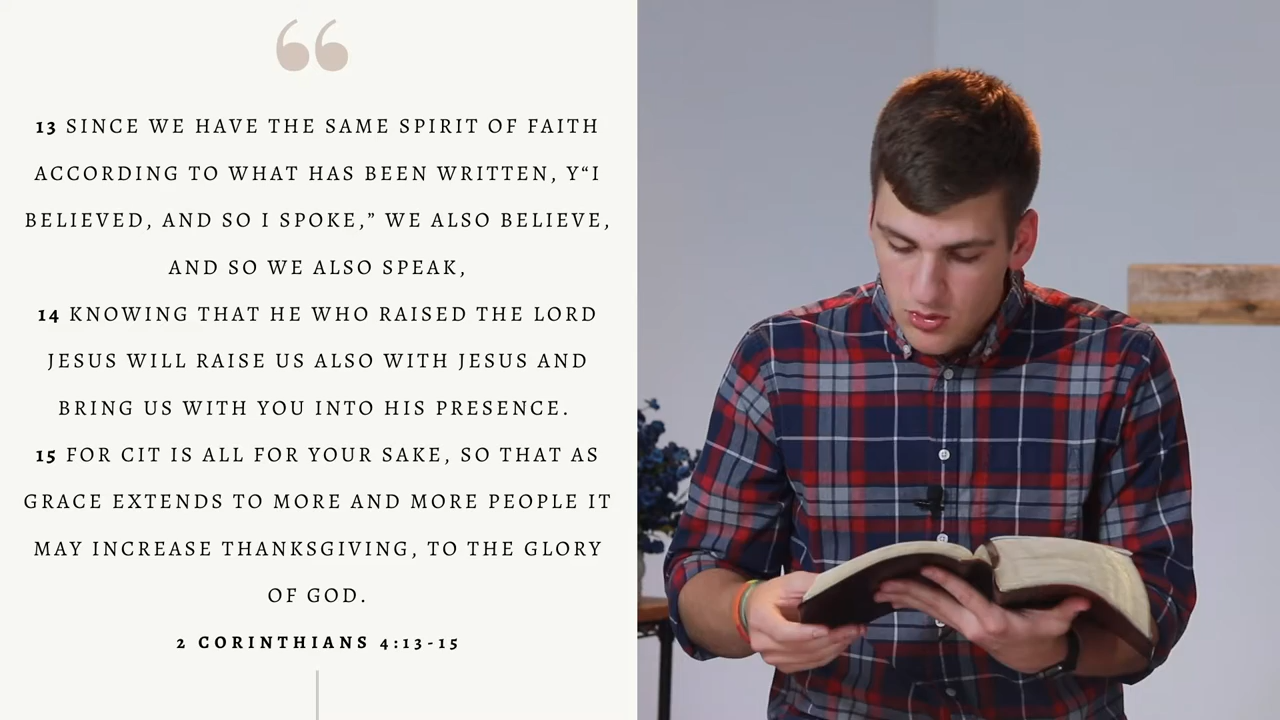 “
13 SINCE WE HAVE THE SAME SPIRIT OF FAITH
ACCORDING TO WHAT HAS BEEN WRITTEN, Y“I
BELIEVED, AND SO I SPOKE,” WE ALSO BELIEVE,
AND SO WE ALSO SPEAK,
14 KNOWING THAT HE WHO RAISED THE LORD
JESUS WILL RAISE US ALSO WITH JESUS AND
BRING US WITH YOU INTO HIS PRESENCE.
15 FOR CIT IS ALL FOR YOUR SAKE, SO THAT AS
GRACE EXTENDS TO MORE AND MORE PEOPLE IT
MAY INCREASE THANKSGIVING, TO THE GLORY
OF GOD.
2 CORINTHIANS 4:13-15